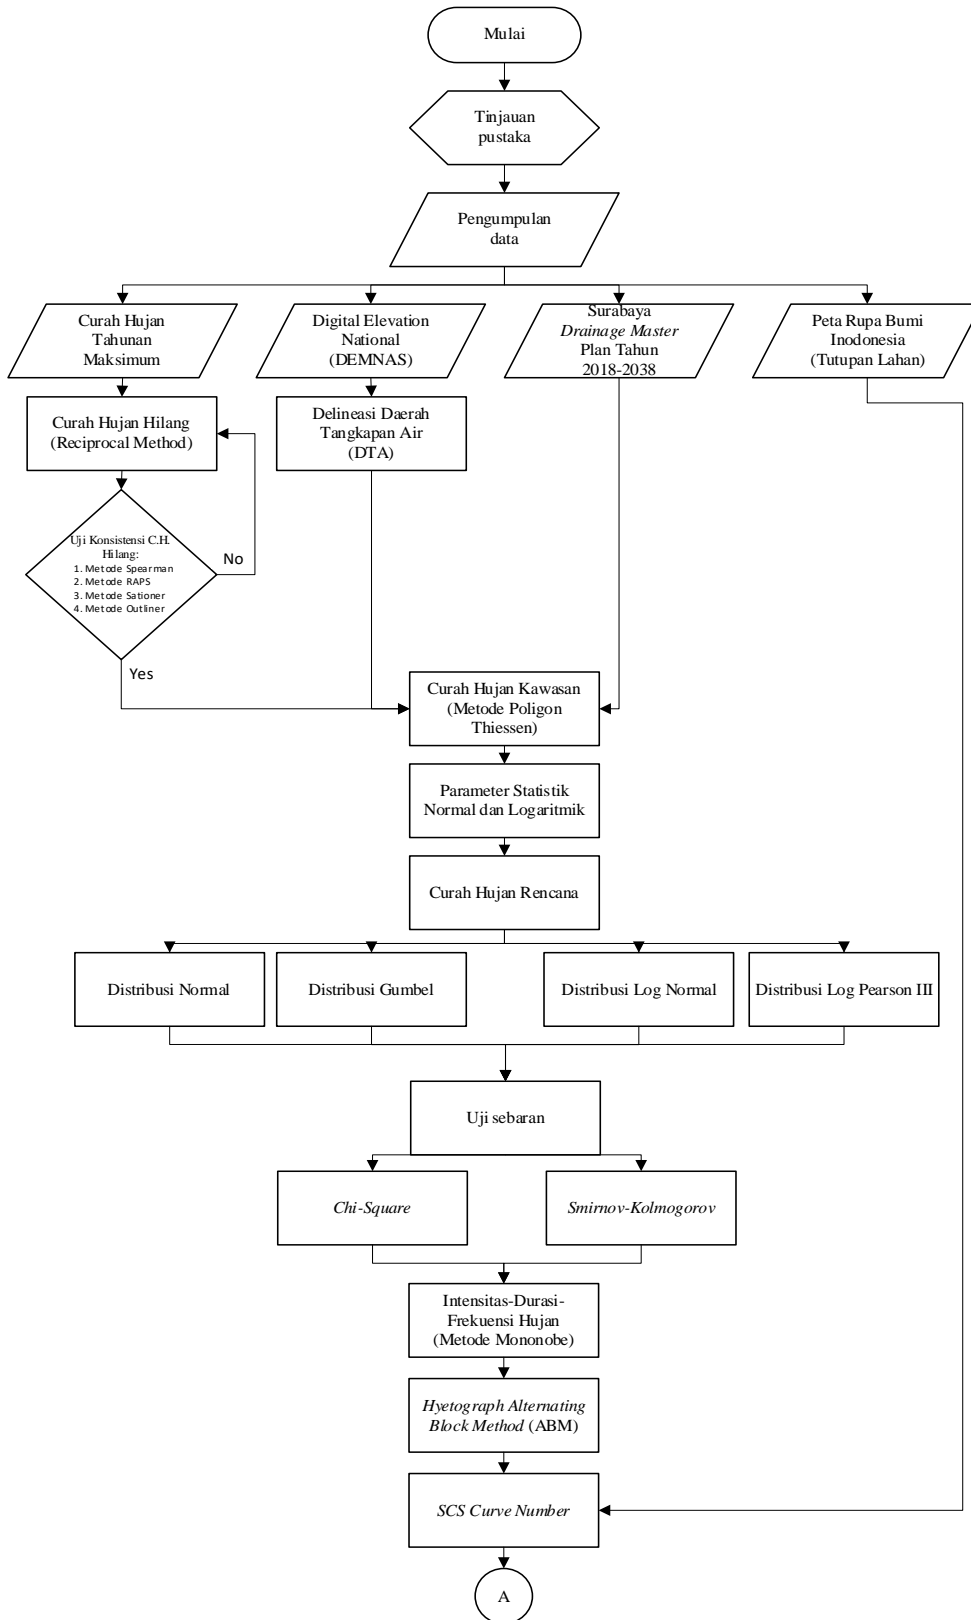 Mulai
Tinjauan
pustaka
Pengumpulan
data
Curah Hujan
Tahunan
Maksimum
Digital Elevation
National
(DEMNAS)
Surabaya
Drainage Master
Plan Tahun
2018-2038
Peta Rupa Bumi
Inodonesia
(Tutupan Lahan)
Curah Hujan Hilang
(Reciprocal Method)
Delineasi Daerah
Tangkapan Air
(DTA)
Uji Konsistensi C.H.
Hilang:
1. Metode Spearman
2. Metode RAPS
3. Metode Sationer
4. Metode Outliner
No
Yes
Curah Hujan Kawasan
(Metode Poligon
Thiessen)
Parameter Statistik
Normal dan Logaritmik
Curah Hujan Rencana
Distribusi Normal
Distribusi Gumbel
Distribusi Log Normal
Distribusi Log Pearson III
Uji sebaran
Chi-Square
Smirnov-Kolmogorov
Intensitas-Durasi-
Frekuensi Hujan
(Metode Mononobe)
Hyetograph Alternating
Block Method (ABM)
SCS Curve Number
A